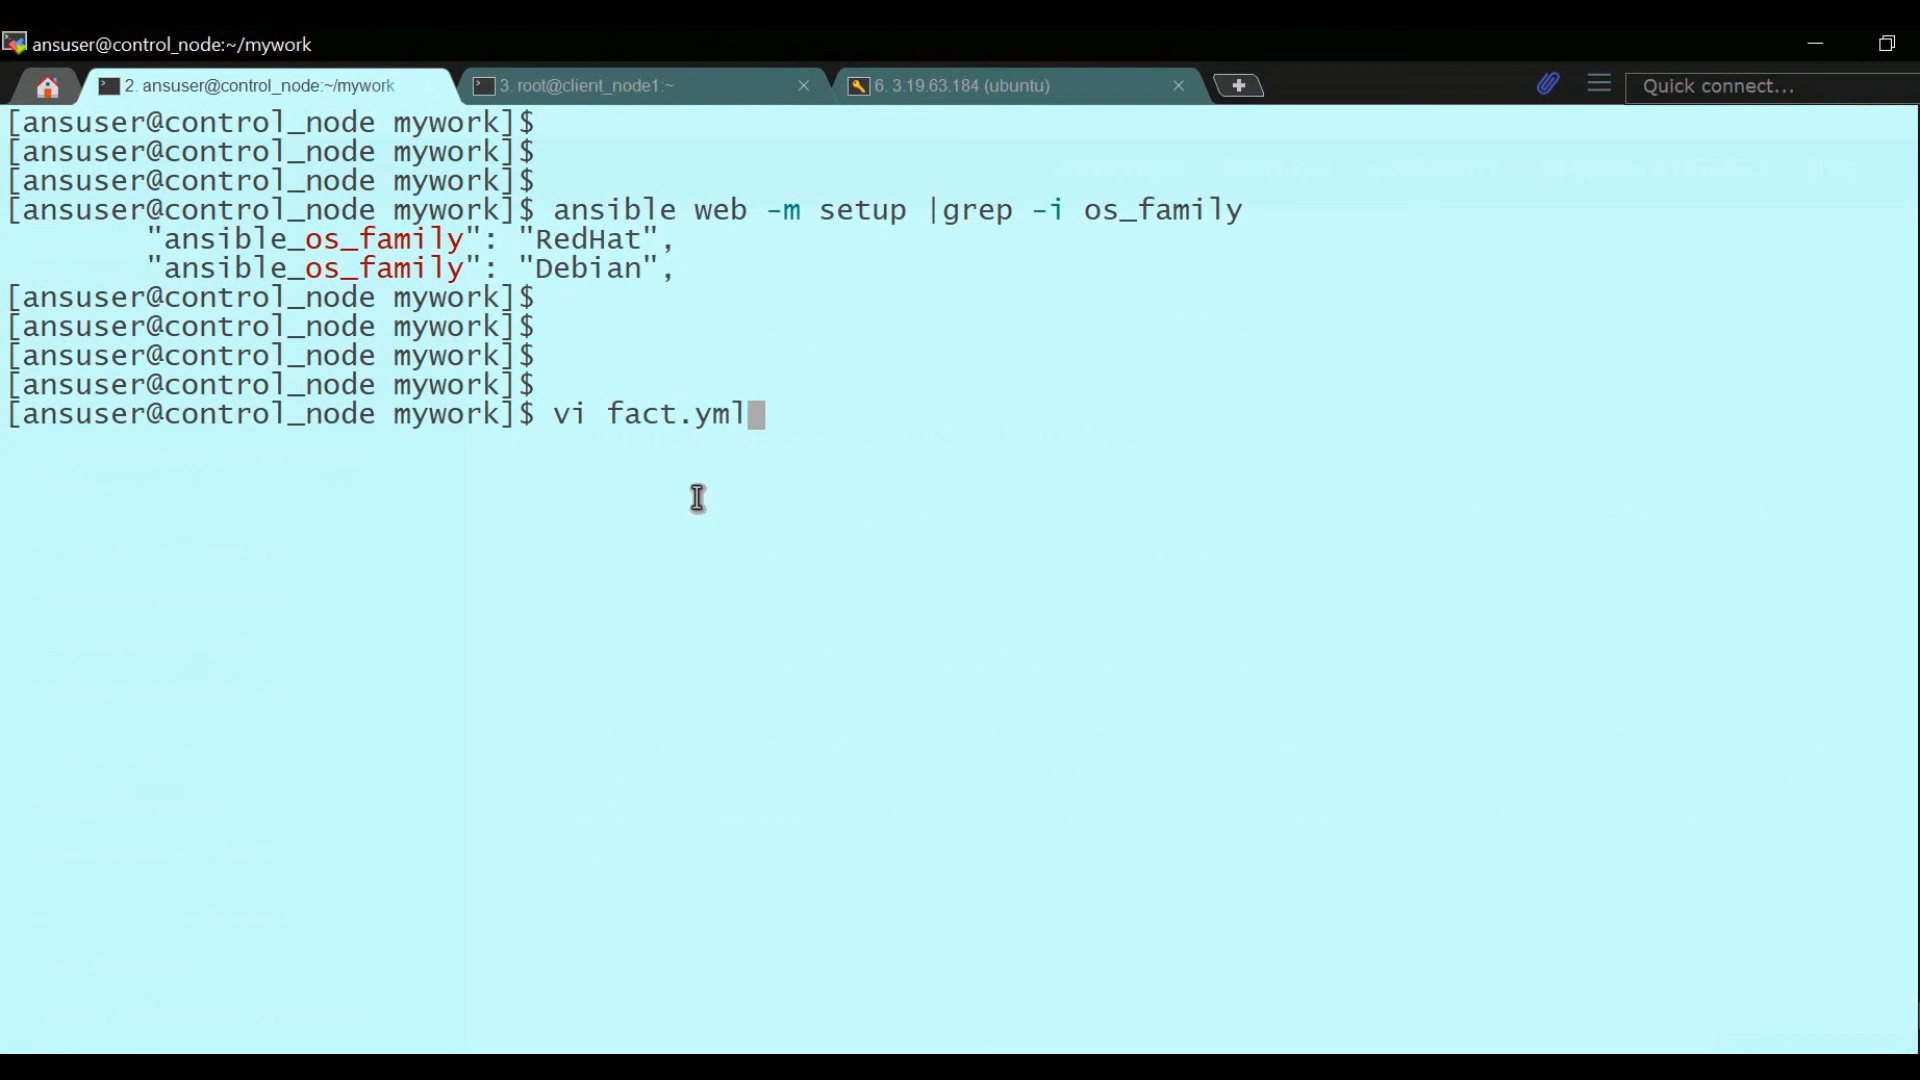 ansuser@control_node:~/mywork
2. ansuser@control_node:~/mywork
3. root@client_node1:~
6. 3.19.63.184 (ubuntu)
Quick connect...
[ansuser@control_node mywork]$
[ansuser@control_node mywork]$
[ansuser@control_node mywork]$
[ansuser@control_node mywork]$ ansible web -m setup |grep -i os_family
"ansible_os_family": "RedHat",
"ansible_os_family": "Debian",
[ansuser@control_node mywork]$
[ansuser@control_node mywork]$
[ansuser@control_node mywork]$
[ansuser@control_node mywork]$
[ansuser@control_node mywork]$ vi fact.yml